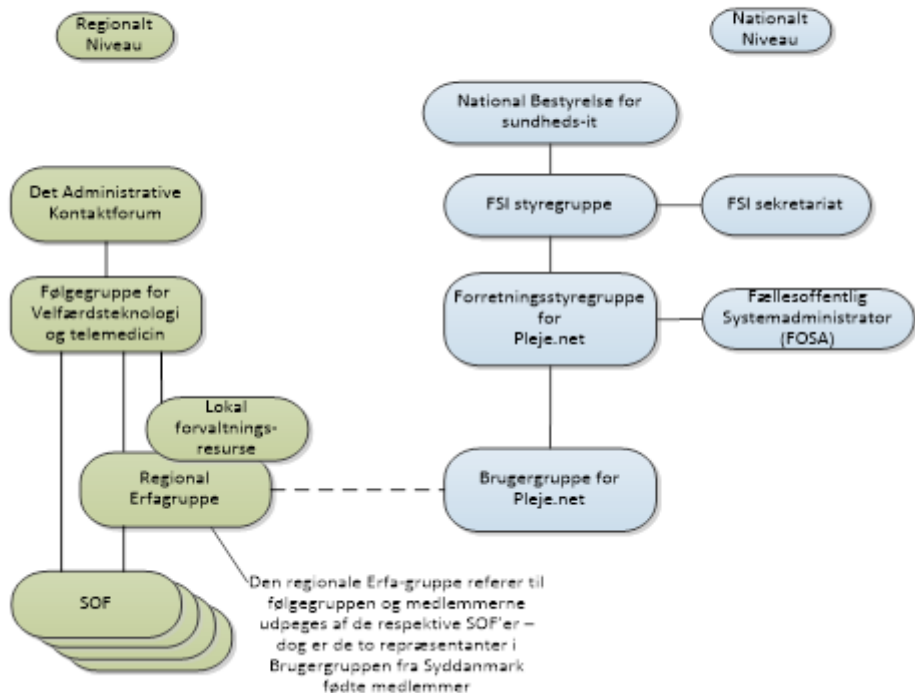 Regionalt
Niveau
Nationalt
Niveau
National Bestyrelse for
sundheds-it
Det Administrative
Kontaktforum
FSI styregruppe
FSI sekretariat
Følgegruppe for
Velfærdsteknologi
og telemedicin
Forretningsstyregruppe
for
Pleje.net
Fællesoffentlig
Systemadministrator
(FOSA)
Lokal
forvaltnings-
resurse
Regional
Erfagruppe
Brugergruppe for
Pleje.net
SOF
Den regionale Erfa-gruppe referer til
følgegruppen og medlemmerne
udpeges af de respektive SOF'er –
dog er de to repræsentanter i
Brugergruppen fra Syddanmark
fødte medlemmer